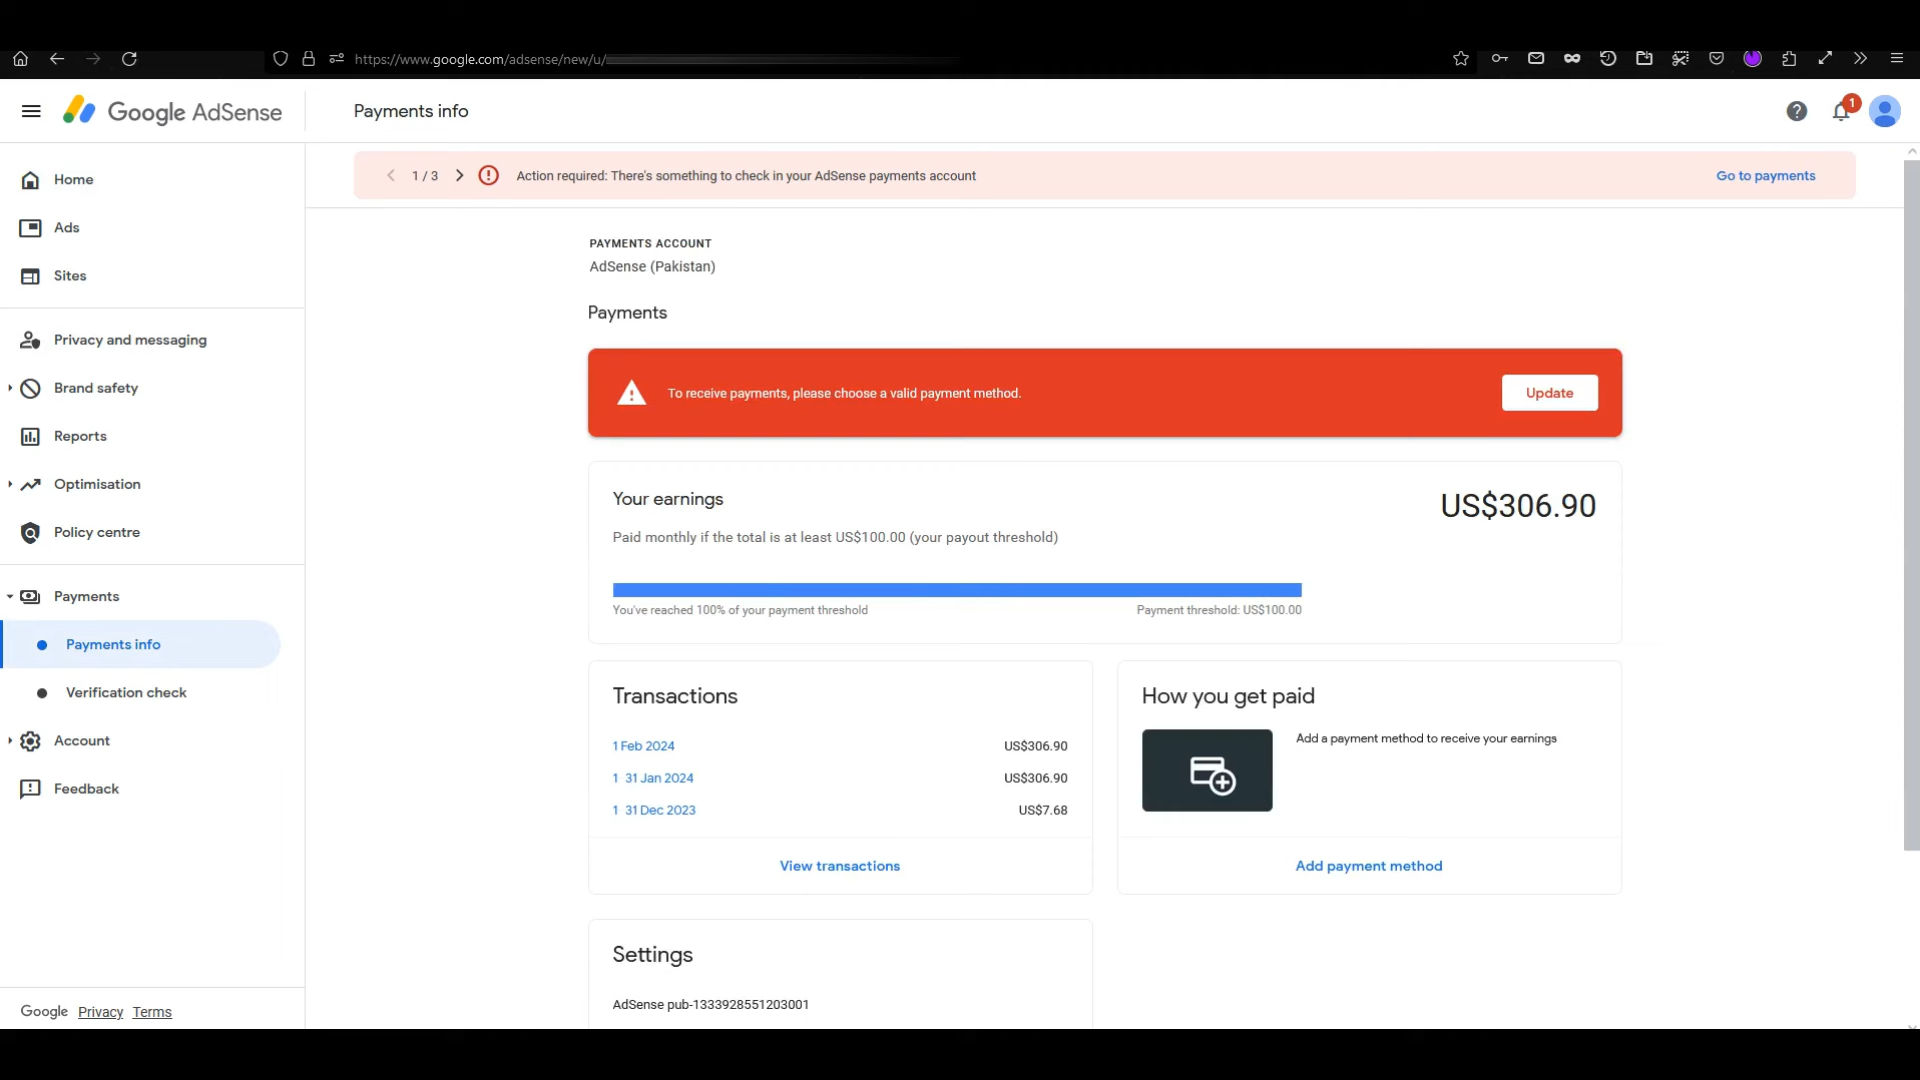 https://www.google.com/adsense/new/u/
Google AdSense
Payments info
1
Home
Ads
Sites
Privacy and messaging
Brand safety
Reports
Optimisation
Policy centre
Payments
Payments info
Verification check
Account
Feedback
Google Privacy Terms
1 / 3
Action required: There's something to check in your AdSense payments account
Go to payments
PAYMENTS ACCOUNT
AdSense (Pakistan)
Payments
To receive payments, please choose a valid payment method.
Update
Your earnings
US$306.90
Paid monthly if the total is at least US$100.00 (your payout threshold)
You've reached 100% of your payment threshold
Payment threshold: US$100.00
Transactions
1 Feb 2024 US$306.90
1 31 Jan 2024 US$306.90
1 31 Dec 2023 US$7.68
View transactions
How you get paid
Add a payment method to receive your earnings
Add payment method
Settings
AdSense pub-1333928551203001